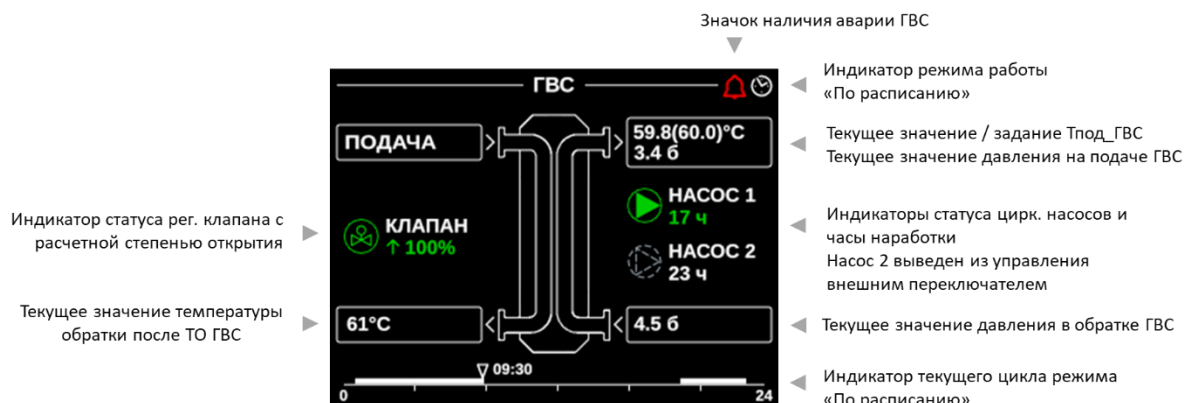 Значок наличия аварии ГВС
Индикатор режима работы
«По расписанию»
ГВС
ПОДАЧА
59.8(60.0)°C
3.4 б
Текущее значение / задание Тпод_ГВС
Текущее значение давления на подаче ГВС
Индикатор статуса рег. клапана с
расчетной степенью открытия
КЛАПАН
↑ 100%
НАСОС 1
17 ч
НАСОС 2
23 ч
Индикаторы статуса цирк. насосов и
часы наработки
Насос 2 выведен из управления
внешним переключателем
Текущее значение температуры
обратки после ТО ГВС
61°C
4.5 б
Текущее значение давления в обратке ГВС
09:30
0
24
Индикатор текущего цикла режима
«По расписанию»